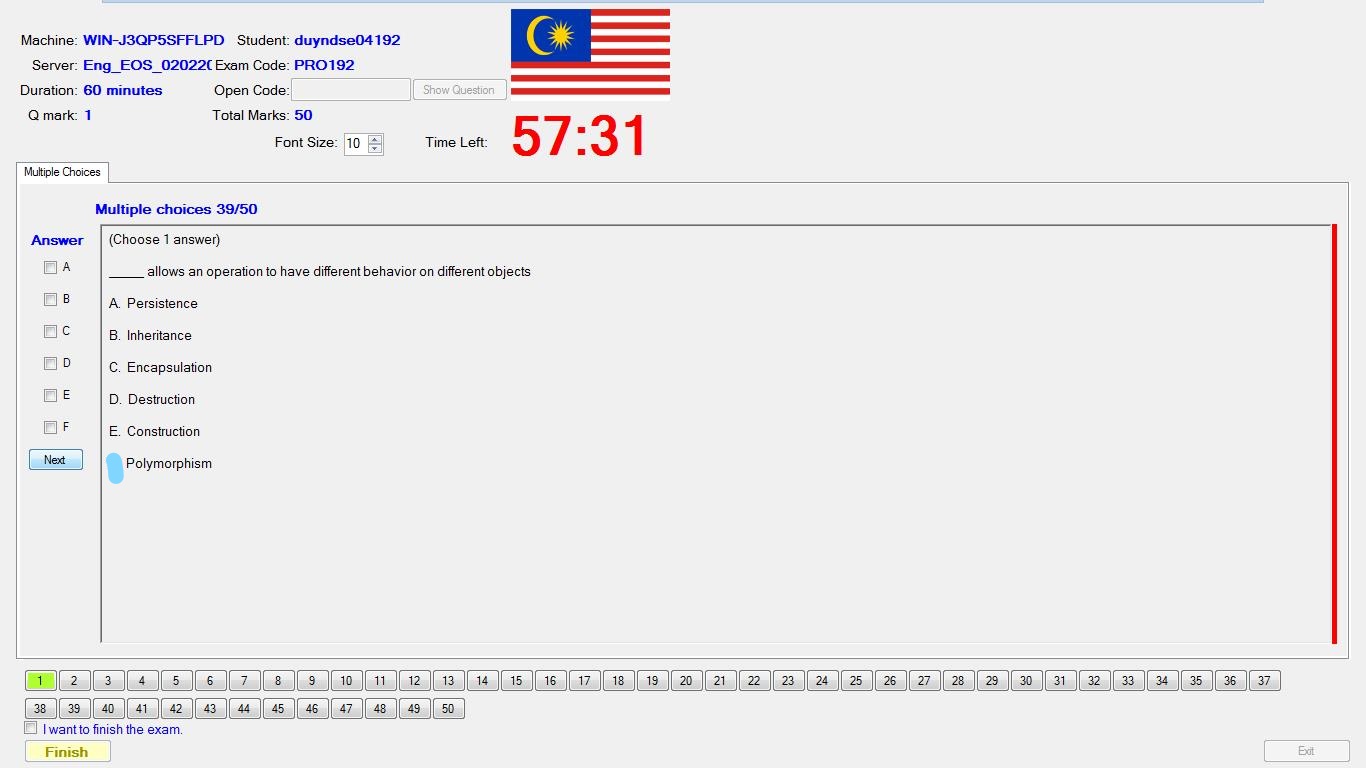 Machine: WIN-J3QP5SFFLPD Student: duyndse04192
Server: Eng_EOS_020220 Exam Code: PRO192
Duration: 60 minutes Open Code: Show Question
Q mark: 1 Total Marks: 50
Font Size: 10 Time Left: 57:31
Multiple Choices
Multiple choices 39/50
Answer
(Choose 1 answer)
A
_____ allows an operation to have different behavior on different objects
B
A. Persistence
C
B. Inheritance
D
C. Encapsulation
E
D. Destruction
F
E. Construction
Next
Polymorphism
1 2 3 4 5 6 7 8 9 10 11 12 13 14 15 16 17 18 19 20 21 22 23 24 25 26 27 28 29 30 31 32 33 34 35 36 37
38 39 40 41 42 43 44 45 46 47 48 49 50
I want to finish the exam.
Finish Exit